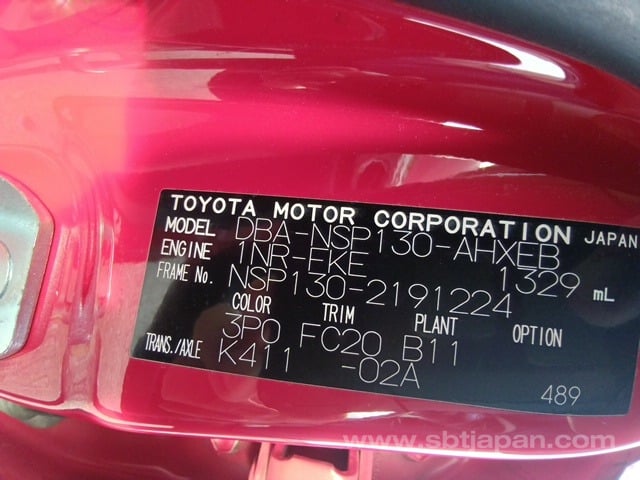 TOYOTA MOTOR CORPORATION JAPAN
MODEL DBA-NSP130-AHXEB
ENGINE 1NR-EKE 1329 mL
FRAME No. NSP130-2191224
COLOR TRIM PLANT OPTION
3P0 FC20 B11
TRANS./AXLE K411 -02A
489
www.sbtjapan.com